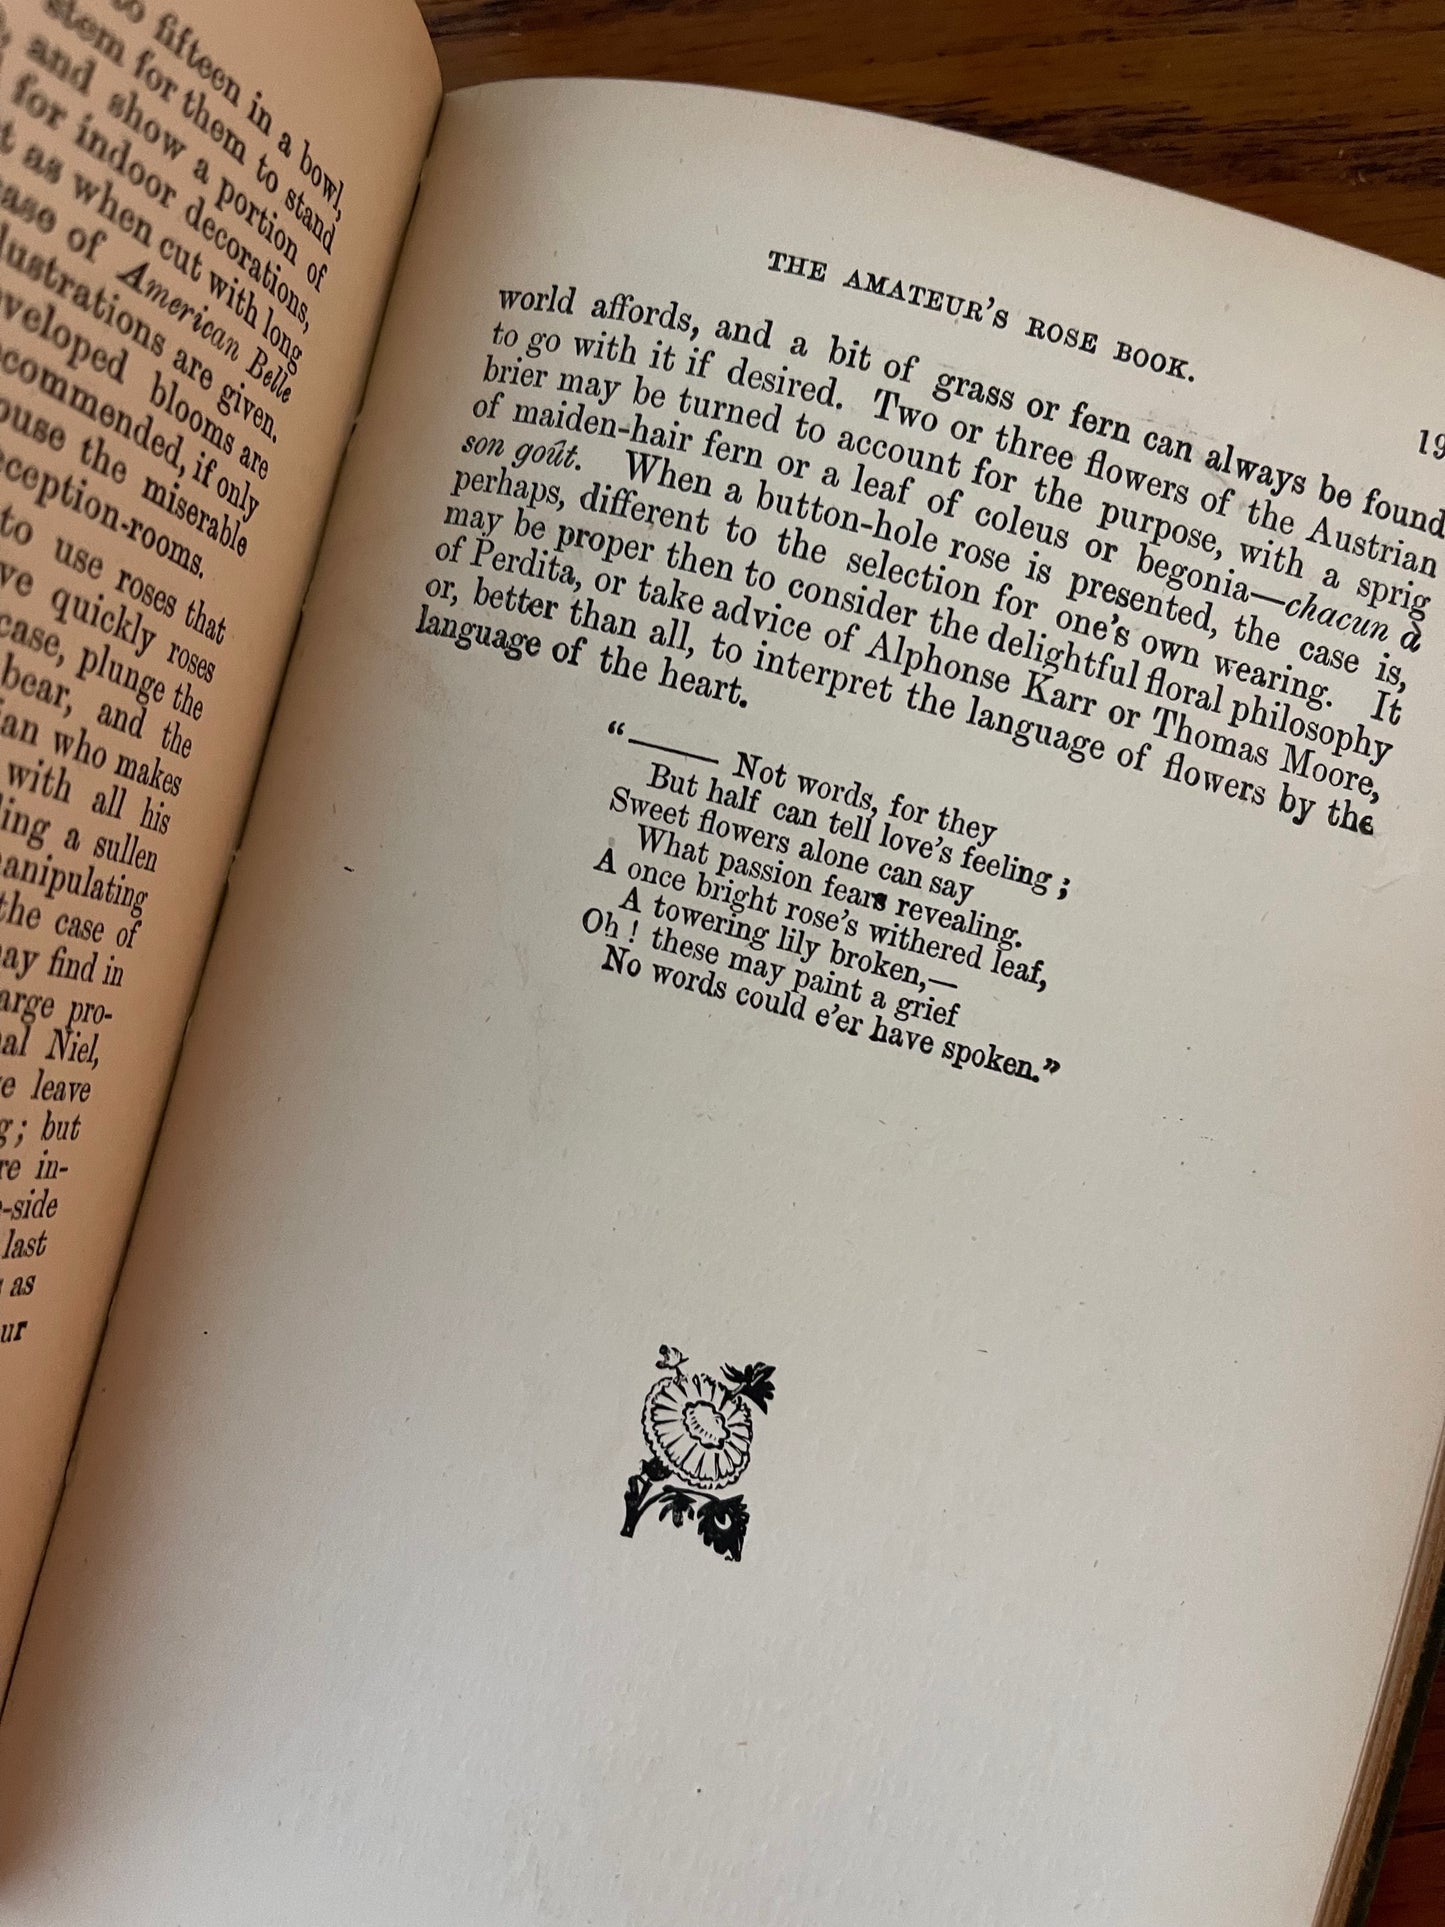 to fifteen in a bowl,
stem for them to stand
and show a portion of
for indoor decorations,
as when cut with long
case of American Belle
are given.
blooms are
if only
ouse the miserable
reception-rooms.
to use roses that
ve quickly roses
case, plunge the
bear, and the
ian who makes
with all his
ling a sullen
manipulating
the case of
may find in
large pro-
al Niel,
e leave
g; but
re in-
-side
last
as
ur
THE AMATEUR'S ROSE BOOK.
19
world affords, and a bit of grass or fern can always be found
to go with it if desired. Two or three flowers of the Austrian
brier may be turned to account for the purpose, with a sprig
of maiden-hair fern or a leaf of coleus or begonia—chacun à
son goût. When a button-hole rose is presented, the case is,
perhaps, different to the selection for one's own wearing. It
may be proper then to consider the delightful floral philosophy
of Perdita, or take advice of Alphonse Karr or Thomas Moore,
or, better than all, to interpret the language of flowers by the
language of the heart.
“—— Not words, for they
But half can tell love's feeling;
Sweet flowers alone can say
What passion fears revealing.
A once bright rose's withered leaf,
A towering lily broken,—
Oh! these may paint a grief
No words could e'er have spoken.”